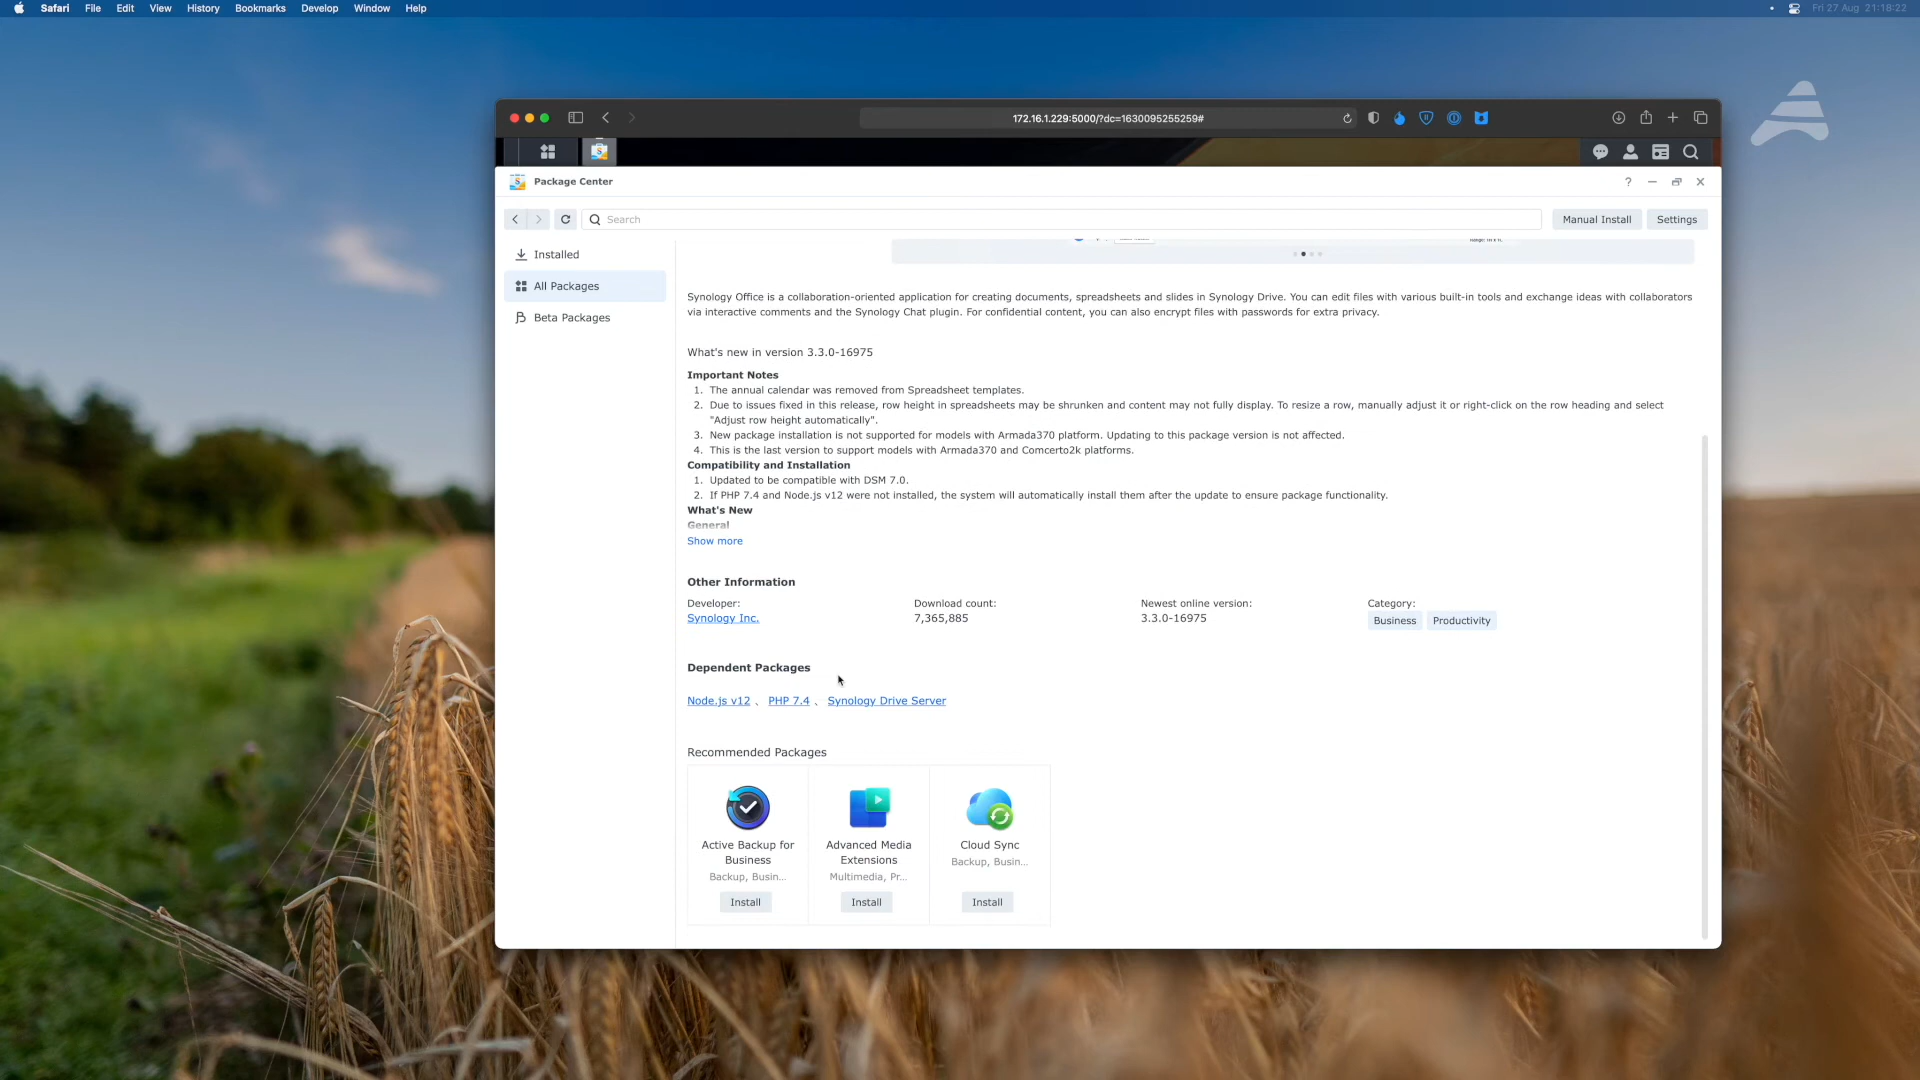 Safari File Edit View History Bookmarks Develop Window Help
Fri 27 Aug 21:18:22
172.16.1.229:5000/?dc=1630095255259#
Package Center
Search
Manual Install
Settings
Installed
All Packages
Beta Packages
Synology Office is a collaboration-oriented application for creating documents, spreadsheets and slides in Synology Drive. You can edit files with various built-in tools and exchange ideas with collaborators
via interactive comments and the Synology Chat plugin. For confidential content, you can also encrypt files with passwords for extra privacy.
What's new in version 3.3.0-16975
Important Notes
1. The annual calendar was removed from Spreadsheet templates.
2. Due to issues fixed in this release, row height in spreadsheets may be shrunken and content may not fully display. To resize a row, manually adjust it or right-click on the row heading and select
"Adjust row height automatically".
3. New package installation is not supported for models with Armada370 platform. Updating to this package version is not affected.
4. This is the last version to support models with Armada370 and Comcerto2k platforms.
Compatibility and Installation
1. Updated to be compatible with DSM 7.0.
2. If PHP 7.4 and Node.js v12 were not installed, the system will automatically install them after the update to ensure package functionality.
What's New
General
Show more
Other Information
Developer:
Synology Inc.
Download count:
7,365,885
Newest online version:
3.3.0-16975
Category:
Business Productivity
Dependent Packages
Node.js v12 、 PHP 7.4 、 Synology Drive Server
Recommended Packages
Active Backup for
Business
Backup, Busin...
Install
Advanced Media
Extensions
Multimedia, Pr...
Install
Cloud Sync
Backup, Busin...
Install